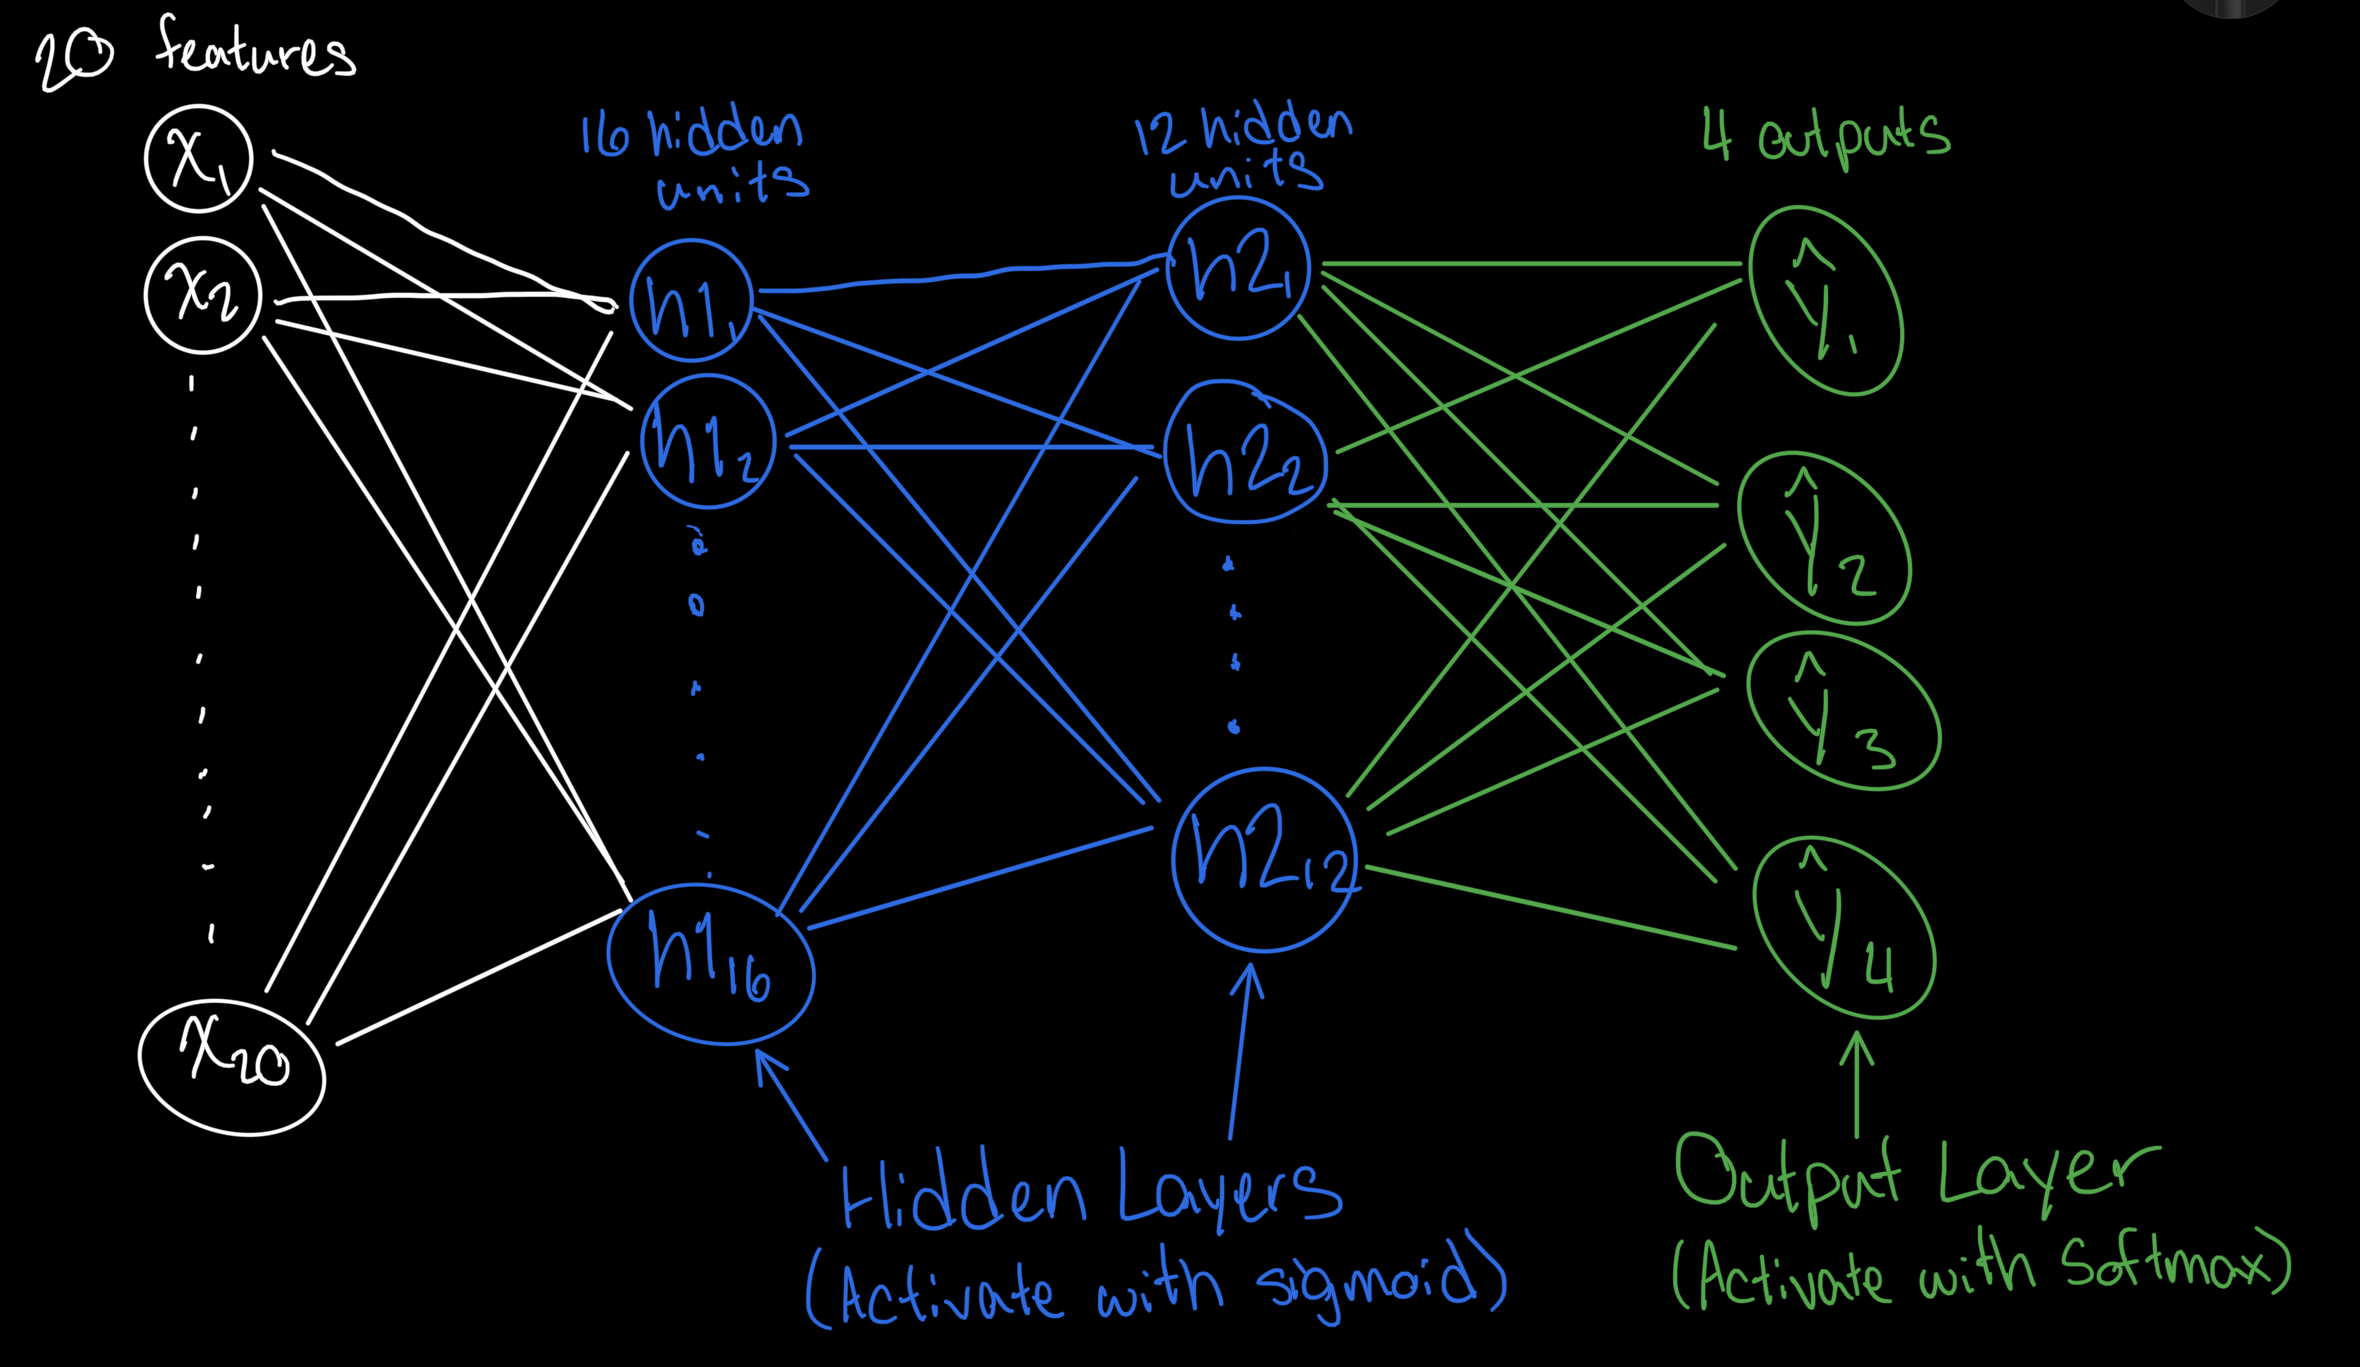 20 features
16 hidden
units
12 hidden
units
4 outputs
x₁
x₂
x₂₀
h1₁
h1₂
h1₁₆
h2₁
h2₂
h2₁₂
ŷ₁
ŷ₂
ŷ₃
ŷ₄
Hidden Layers
(Activate with sigmoid)
Output Layer
(Activate with Softmax)